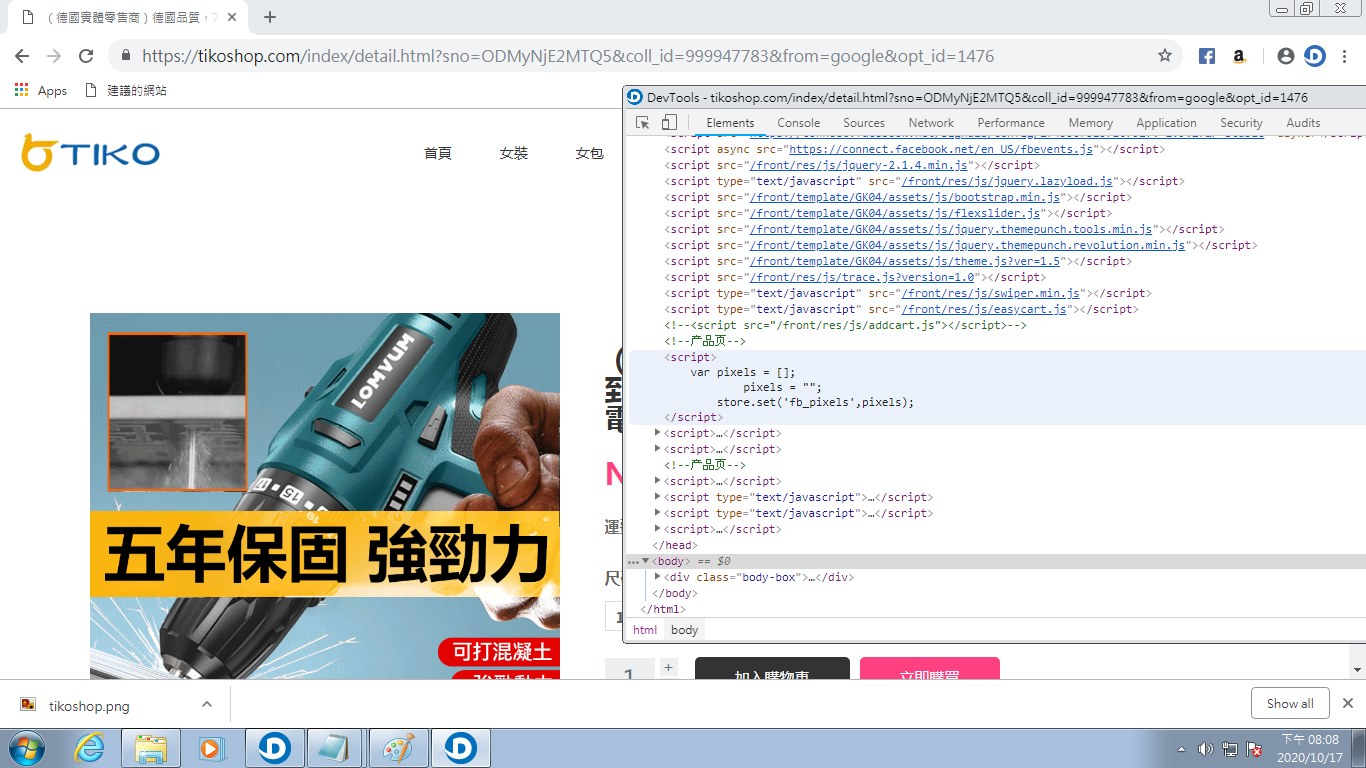 （德國實體零售商）德國品質，7
https://tikoshop.com/index/detail.html?sno=ODMyNjE2MTQ5&coll_id=999947783&from=google&opt_id=1476
Apps 建議的網站
DevTools - tikoshop.com/index/detail.html?sno=ODMyNjE2MTQ5&coll_id=999947783&from=google&opt_id=1476
Elements Console Sources Network Performance Memory Application Security Audits
TIKO 首頁 女裝 女包
<script async src="https://connect.facebook.net/en_US/fbevents.js"></script>
<script src="/front/res/js/jquery-2.1.4.min.js"></script>
<script type="text/javascript" src="/front/res/js/jquery.lazyload.js"></script>
<script src="/front/template/GK04/assets/js/bootstrap.min.js"></script>
<script src="/front/template/GK04/assets/js/flexslider.js"></script>
<script src="/front/template/GK04/assets/js/jquery.themepunch.tools.min.js"></script>
<script src="/front/template/GK04/assets/js/jquery.themepunch.revolution.min.js"></script>
<script src="/front/template/GK04/assets/js/theme.js?ver=1.5"></script>
<script src="/front/res/js/trace.js?version=1.0"></script>
<script type="text/javascript" src="/front/res/js/swiper.min.js"></script>
<script type="text/javascript" src="/front/res/js/easycart.js"></script>
<!--<script src="/front/res/js/addcart.js"></script>-->
<!--产品页-->
<script>
var pixels = [];
pixels = "";
store.set('fb_pixels',pixels);
</script>
<script>…</script>
<script>…</script>
<!--产品页-->
<script>…</script>
<script type="text/javascript">…</script>
<script type="text/javascript">…</script>
<script>…</script>
</head>
<body> == $0
<div class="body-box">…</div>
</body>
</html>
html body
LOMVUM
15
18
五年保固 強勁力
可打混凝土
強勁動力
（
到
電
N
運
尺
1
1 + 加入購物車 立即購買
tikoshop.png Show all
下午 08:08
2020/10/17